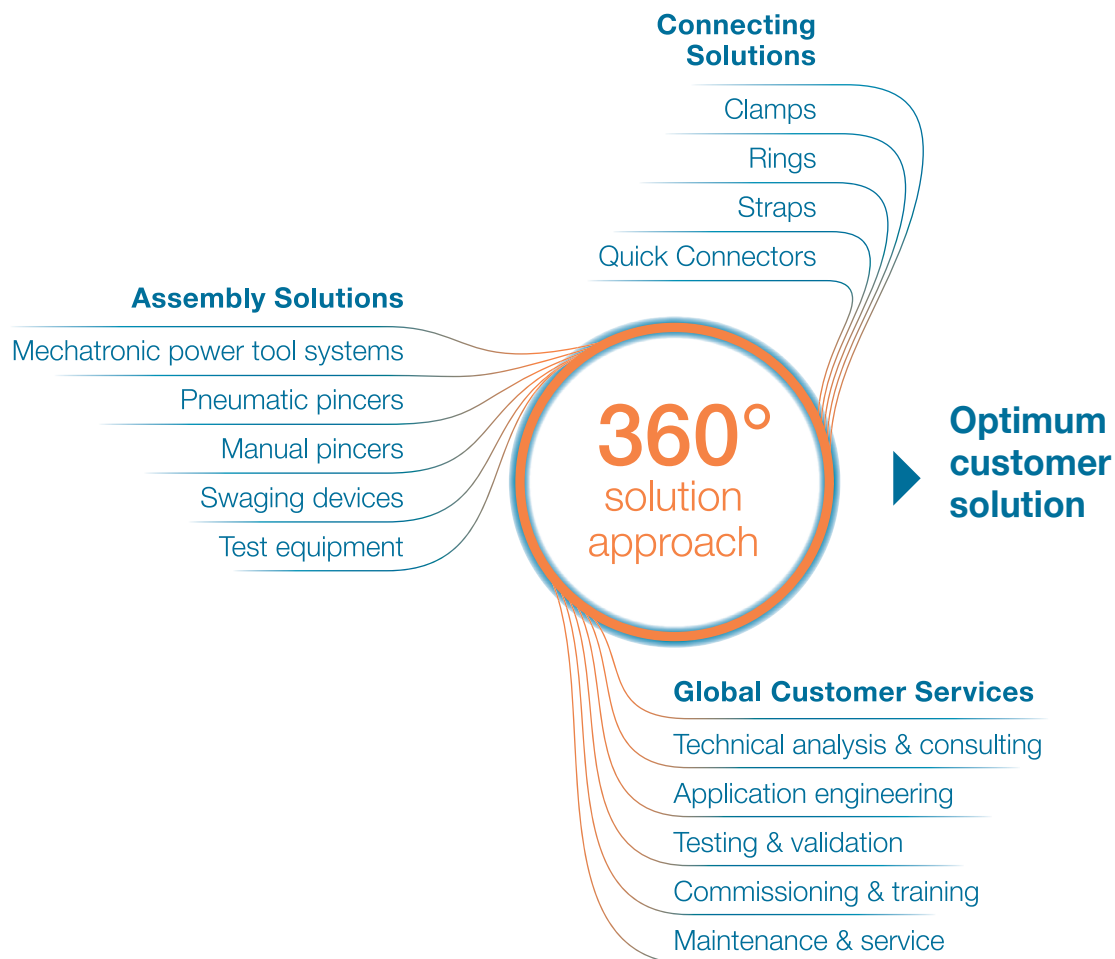 Connecting
Solutions
Clamps
Rings
Straps
Quick Connectors
Assembly Solutions
Mechatronic power tool systems
Pneumatic pincers
Manual pincers
Swaging devices
Test equipment
360°
solution
approach
Optimum
customer
solution
Global Customer Services
Technical analysis & consulting
Application engineering
Testing & validation
Commissioning & training
Maintenance & service